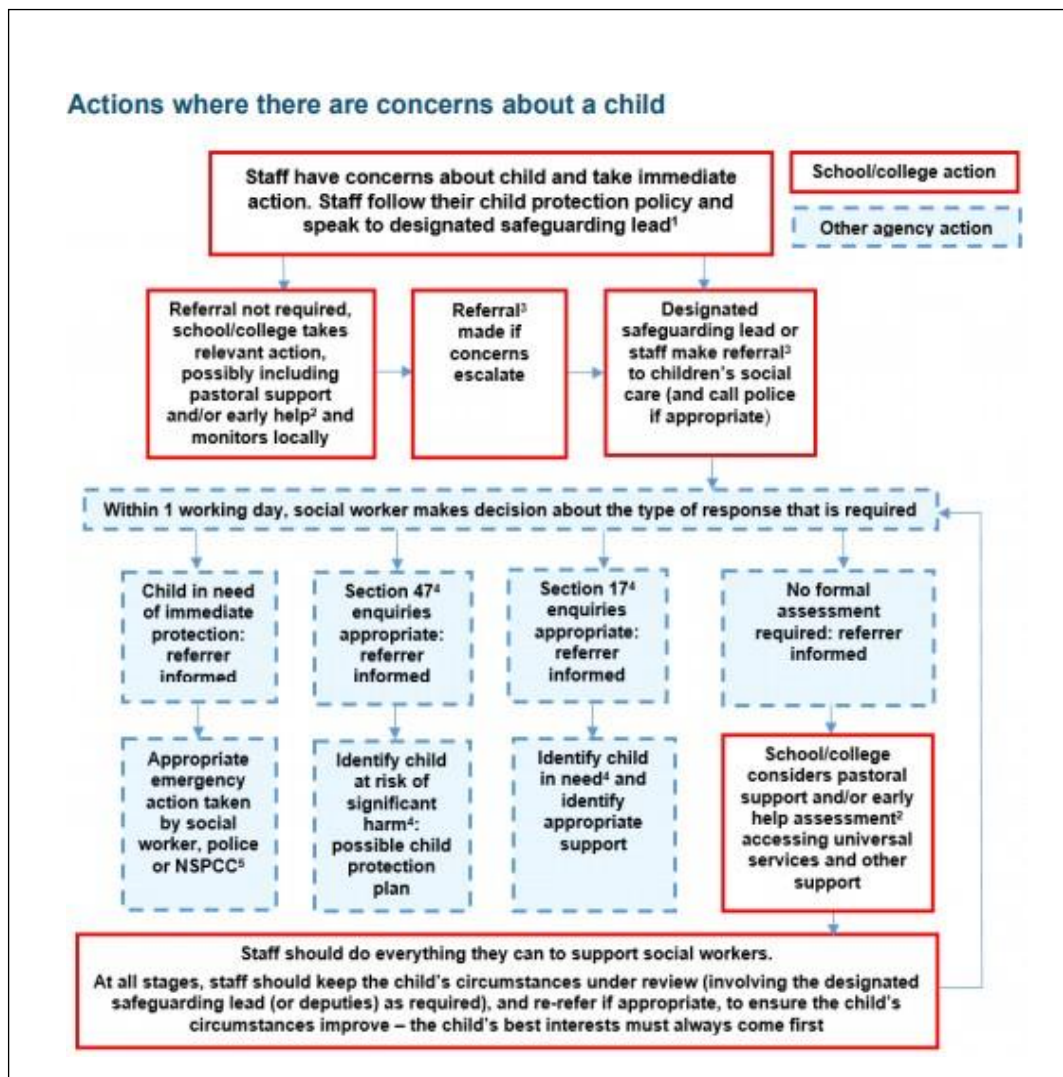 Actions where there are concerns about a child
Staff have concerns about child and take immediate
action. Staff follow their child protection policy and
speak to designated safeguarding lead¹
School/college action
Other agency action
Referral not required,
school/college takes
relevant action,
possibly including
pastoral support
and/or early help² and
monitors locally
Referral³
made if
concerns
escalate
Designated
safeguarding lead or
staff make referral³
to children’s social
care (and call police
if appropriate)
Within 1 working day, social worker makes decision about the type of response that is required
Child in need
of immediate
protection:
referrer
informed
Section 47⁴
enquiries
appropriate:
referrer
informed
Section 17⁴
enquiries
appropriate:
referrer
informed
No formal
assessment
required: referrer
informed
Appropriate
emergency
action taken
by social
worker, police
or NSPCC⁵
Identify child
at risk of
significant
harm⁴:
possible child
protection
plan
Identify child
in need⁴ and
identify
appropriate
support
School/college
considers pastoral
support and/or early
help assessment²
accessing universal
services and other
support
Staff should do everything they can to support social workers.
At all stages, staff should keep the child’s circumstances under review (involving the designated
safeguarding lead (or deputies) as required), and re-refer if appropriate, to ensure the child’s
circumstances improve – the child’s best interests must always come first